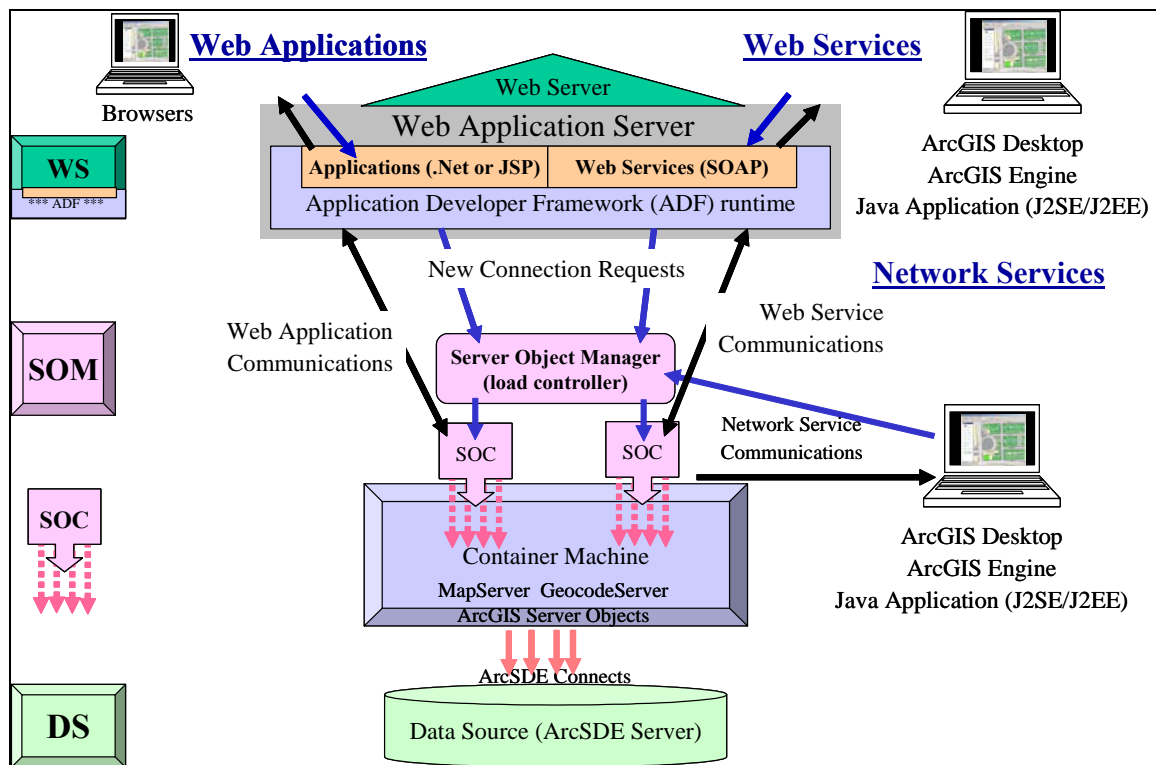 Web Applications
Web Services
Browsers
Web Server
Web Application Server
Applications (.Net or JSP)
Web Services (SOAP)
Application Developer Framework (ADF) runtime
WS
*** ADF ***
ArcGIS Desktop
ArcGIS Engine
Java Application (J2SE/J2EE)
New Connection Requests
Network Services
Web Application
Communications
Web Service
Communications
SOM
Server Object Manager
(load controller)
SOC
SOC
Network Service
Communications
SOC
Container Machine
MapServer GeocodeServer
ArcGIS Server Objects
ArcGIS Desktop
ArcGIS Engine
Java Application (J2SE/J2EE)
ArcSDE Connects
DS
Data Source (ArcSDE Server)